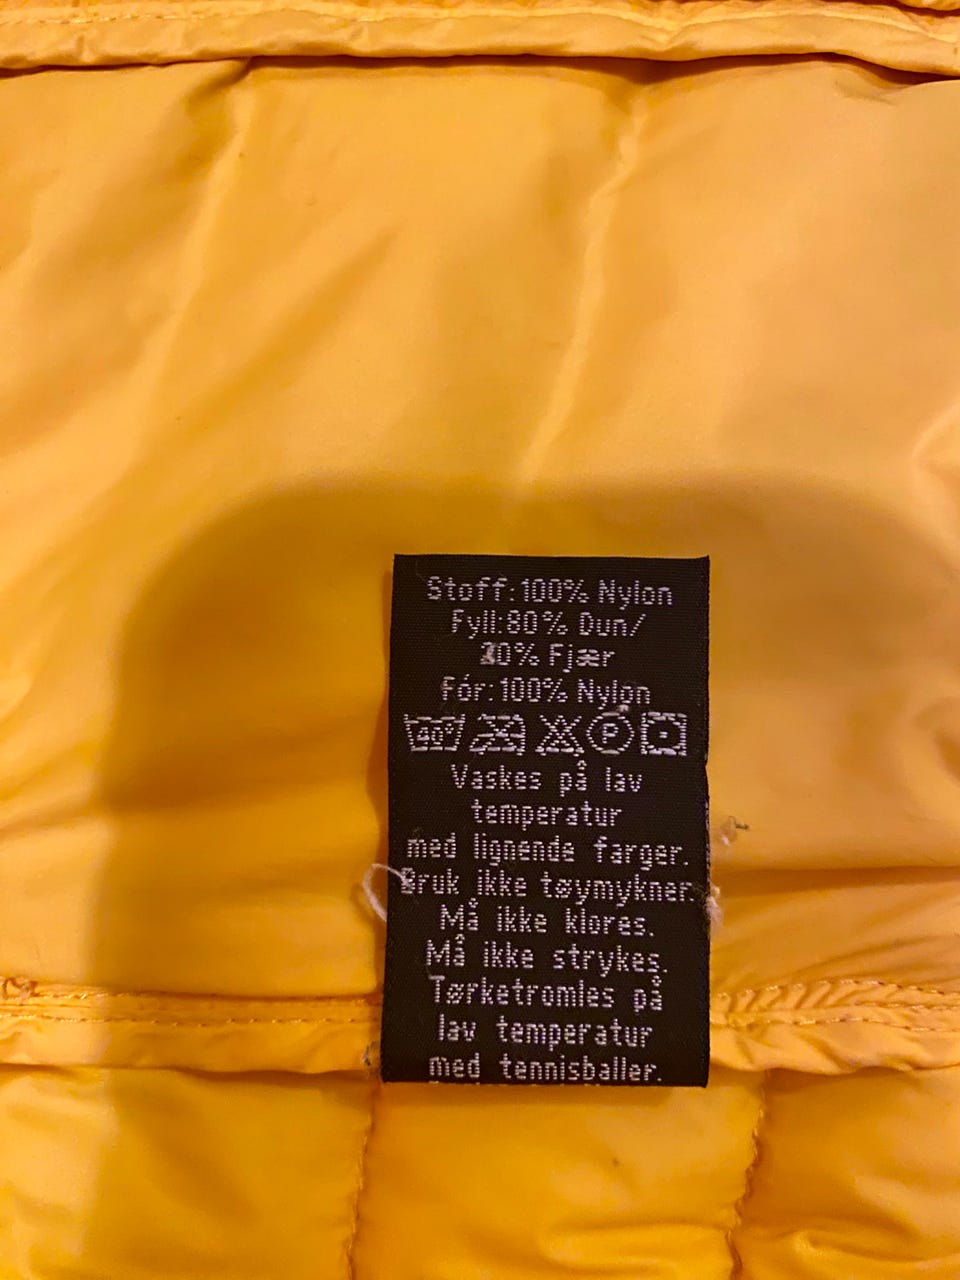 Stoff:100% Nylon
Fyll:80% Dun/
20% Fjær
Fór:100% Nylon
40° P
Vaskes på lav
temperatur
med lignende farger.
Bruk ikke tøymykner.
Må ikke klores.
Må ikke strykes.
Tørketromles på
lav temperatur
med tennisballer.